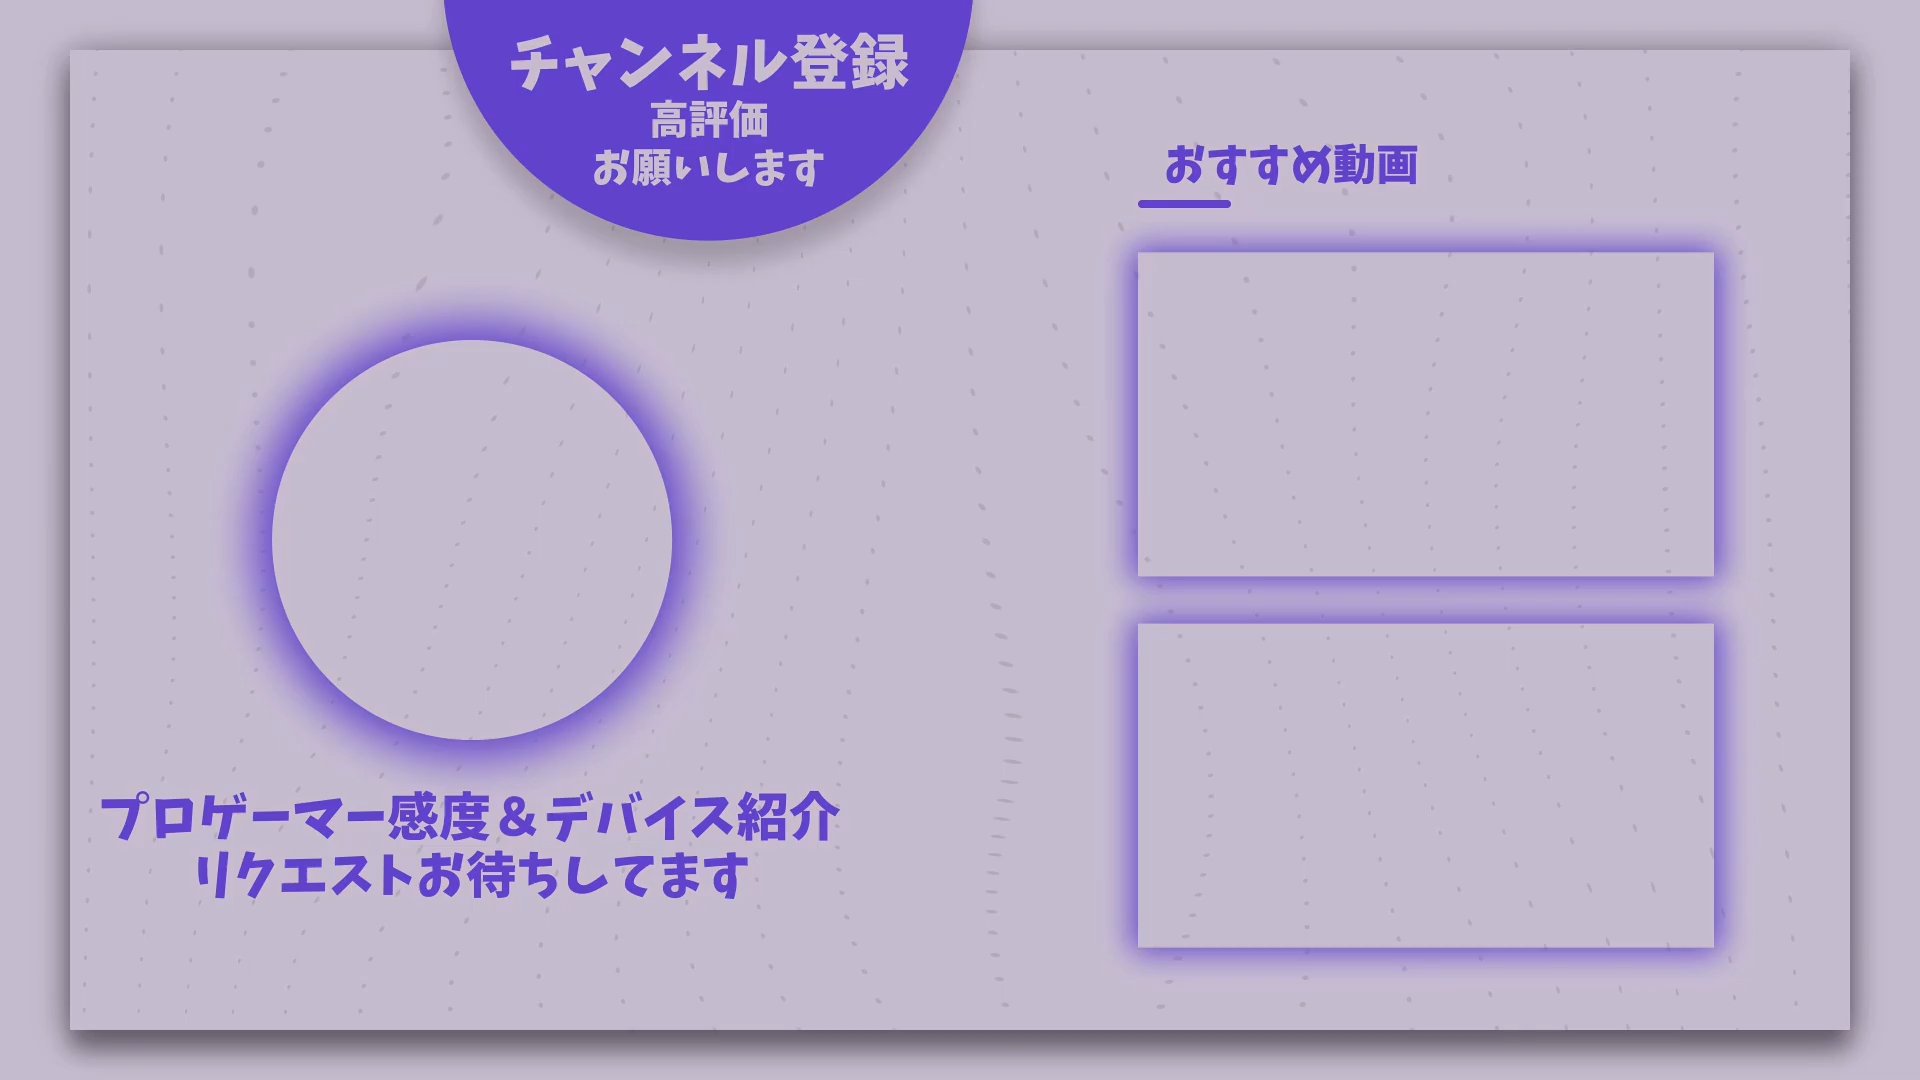 チャンネル登録
高評価
お願いします
おすすめ動画
プロゲーマー感度＆デバイス紹介
リクエストお待ちしてます